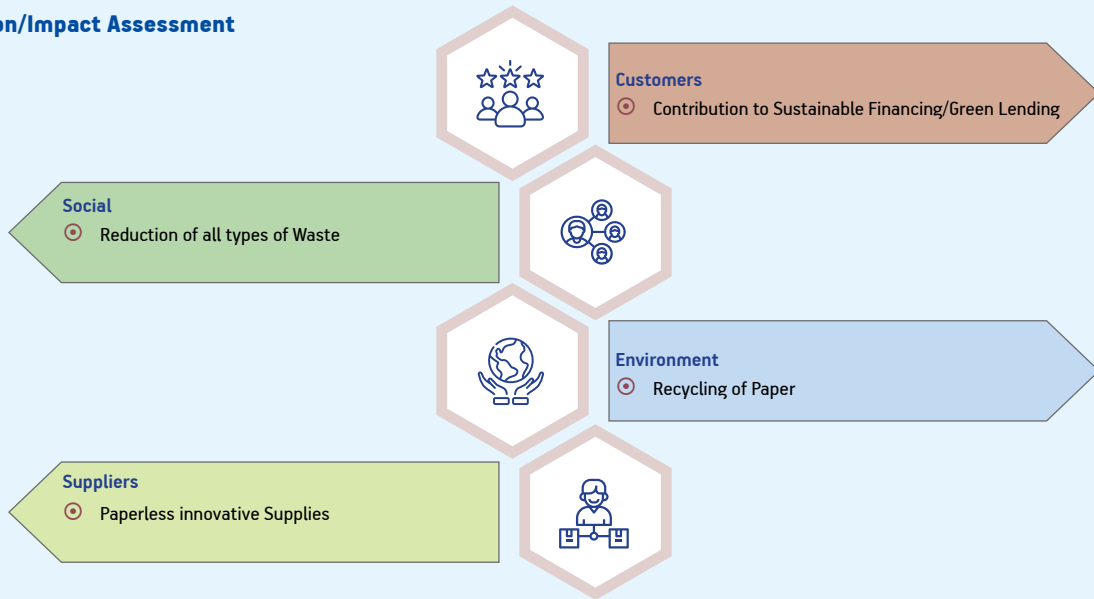 on/Impact Assessment
Customers
Contribution to Sustainable Financing/Green Lending
Social
Reduction of all types of Waste
Environment
Recycling of Paper
Suppliers
Paperless innovative Supplies